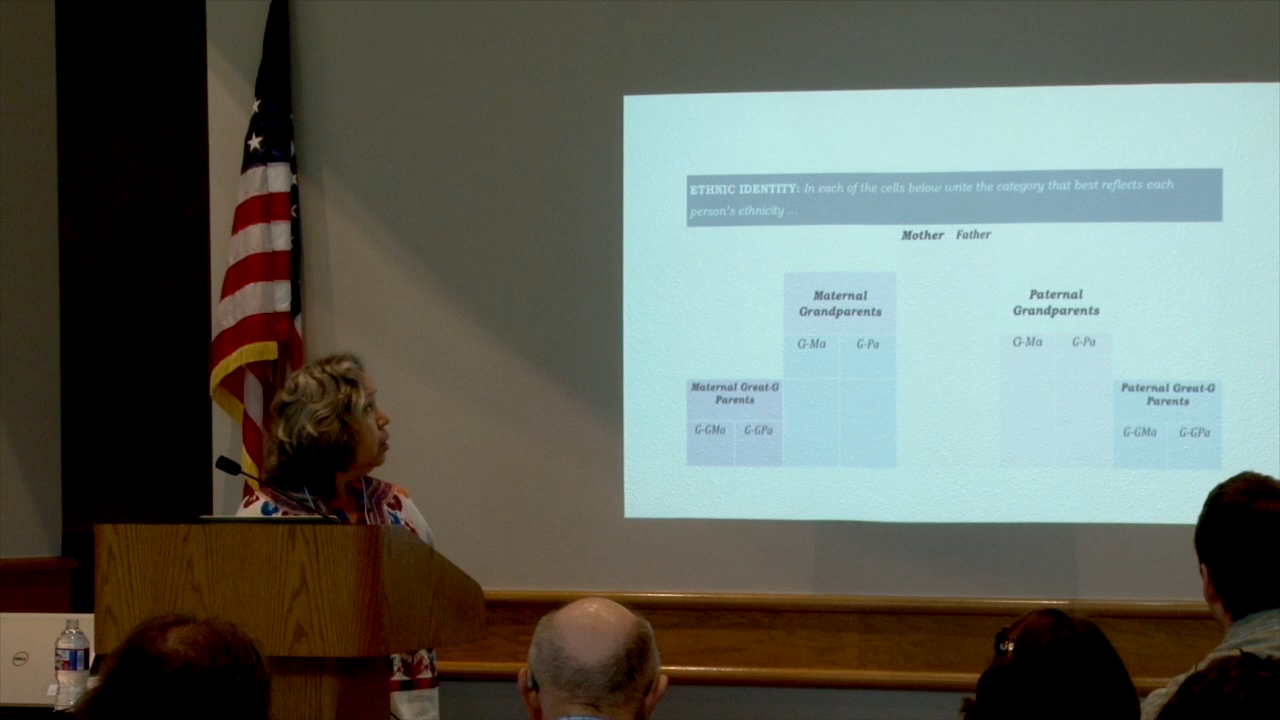 ETHNIC IDENTITY: In each of the cells below write the category that best reflects each
person's ethnicity ...
Mother Father
Maternal
Grandparents
Paternal
Grandparents
G-Ma G-Pa
G-Ma G-Pa
Maternal Great-G
Parents
Paternal Great-G
Parents
G-GMa G-GPa
G-GMa G-GPa
DELL